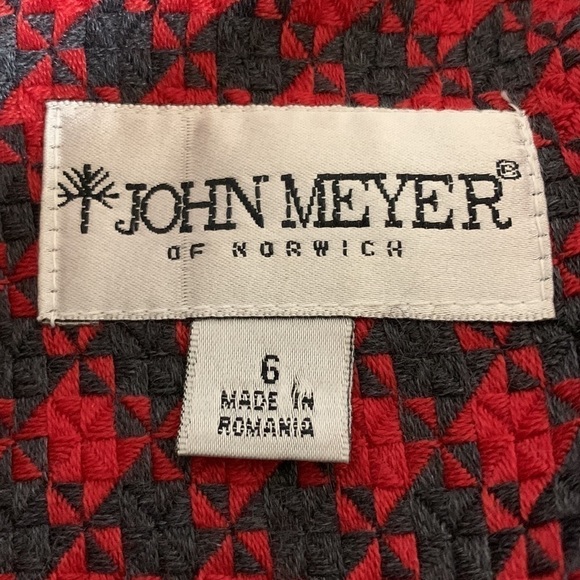 JOHN MEYER®
OF NORWICH
6
MADE IN
ROMANIA